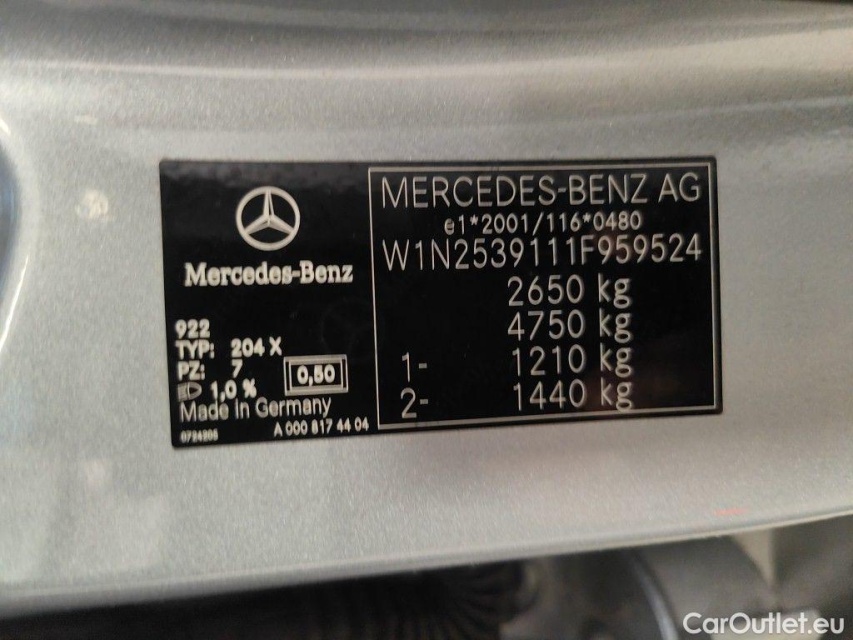 Mercedes-Benz
922
TYP: 204 X
PZ: 7
1,0 %
0,50
Made in Germany
0724205
A 000 817 44 04
MERCEDES-BENZ AG
e1*2001/116*0480
W1N2539111F959524
2650 kg
4750 kg
1- 1210 kg
2- 1440 kg
CarOutlet.eu